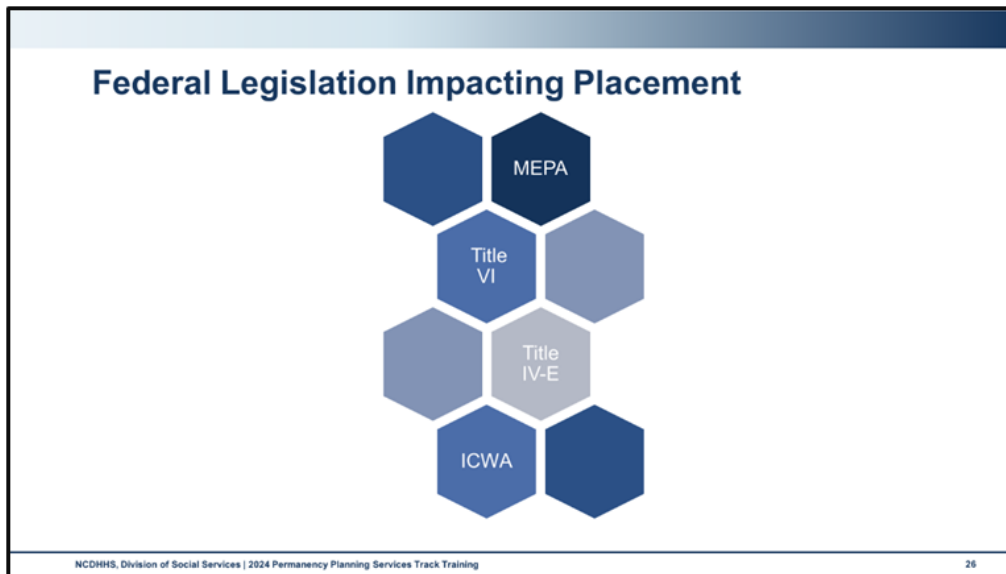 Federal Legislation Impacting Placement
MEPA
Title
VI
Title
IV-E
ICWA
NCDHHS, Division of Social Services | 2024 Permanency Planning Services Track Training
26